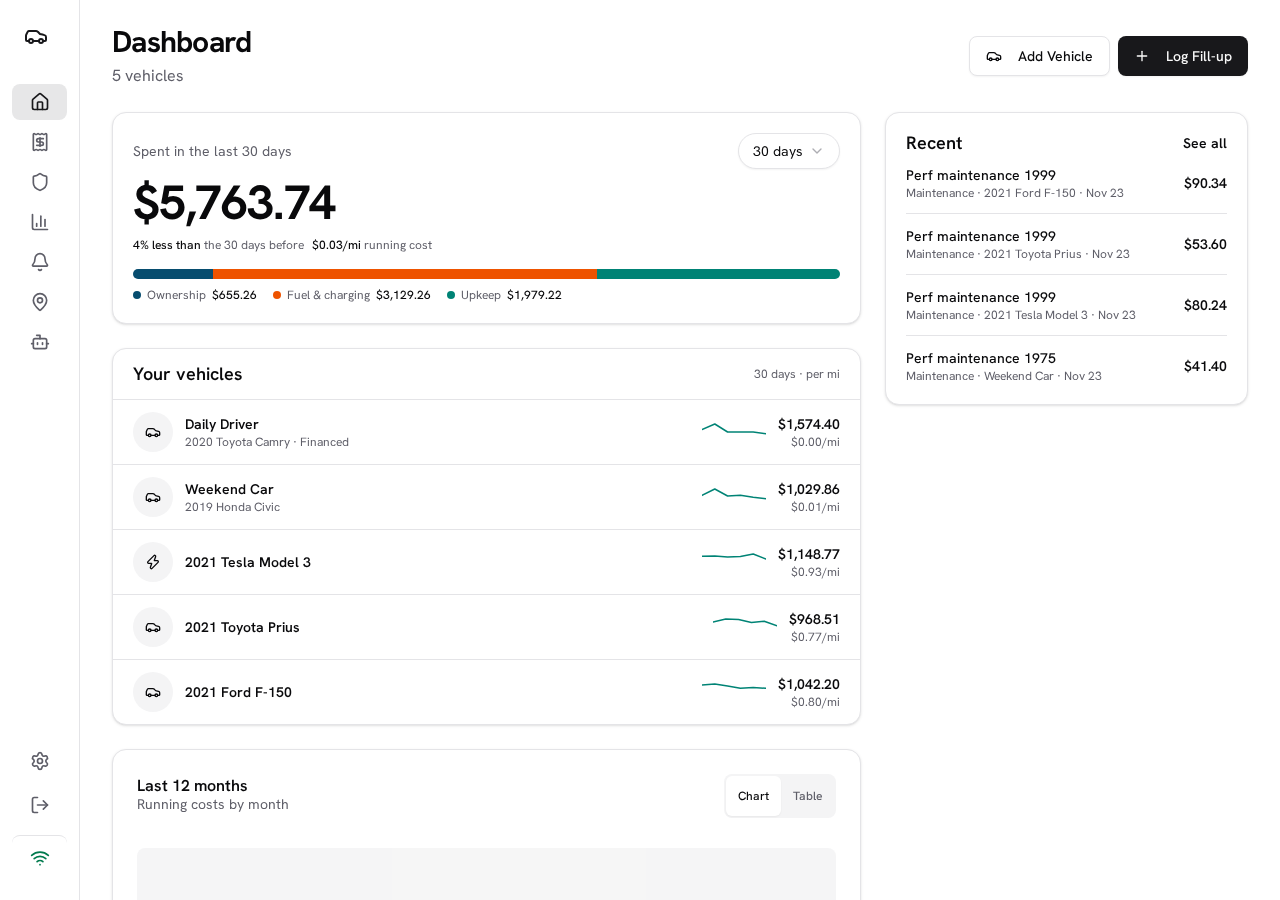 Dashboard
5 vehicles
Add Vehicle
Log Fill-up
Spent in the last 30 days
30 days
$5,763.74
4% less than the 30 days before $0.03/mi running cost
Ownership $655.26 Fuel & charging $3,129.26 Upkeep $1,979.22
Your vehicles
30 days · per mi
Daily Driver
2020 Toyota Camry · Financed
$1,574.40
$0.00/mi
Weekend Car
2019 Honda Civic
$1,029.86
$0.01/mi
2021 Tesla Model 3
$1,148.77
$0.93/mi
2021 Toyota Prius
$968.51
$0.77/mi
2021 Ford F-150
$1,042.20
$0.80/mi
Last 12 months
Running costs by month
Chart
Table
Recent
See all
Perf maintenance 1999
Maintenance · 2021 Ford F-150 · Nov 23
$90.34
Perf maintenance 1999
Maintenance · 2021 Toyota Prius · Nov 23
$53.60
Perf maintenance 1999
Maintenance · 2021 Tesla Model 3 · Nov 23
$80.24
Perf maintenance 1975
Maintenance · Weekend Car · Nov 23
$41.40